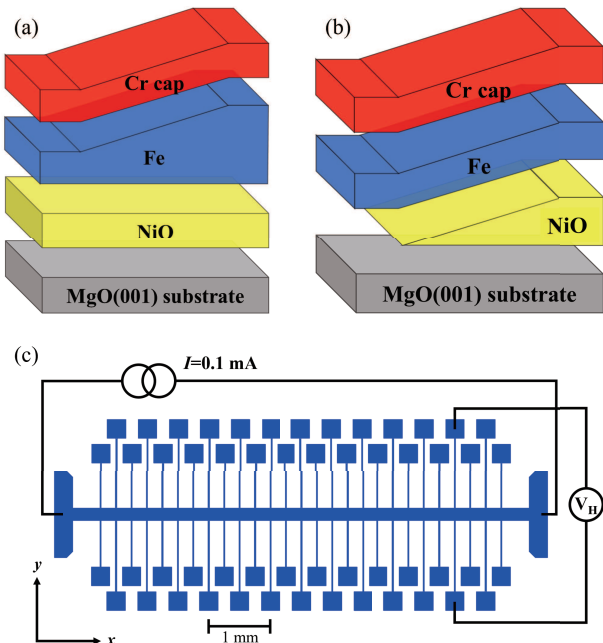 (a)
Cr cap
Fe
NiO
MgO(001) substrate
(b)
Cr cap
Fe
NiO
MgO(001) substrate
(c)
I=0.1 mA
V_H
y
x
1 mm